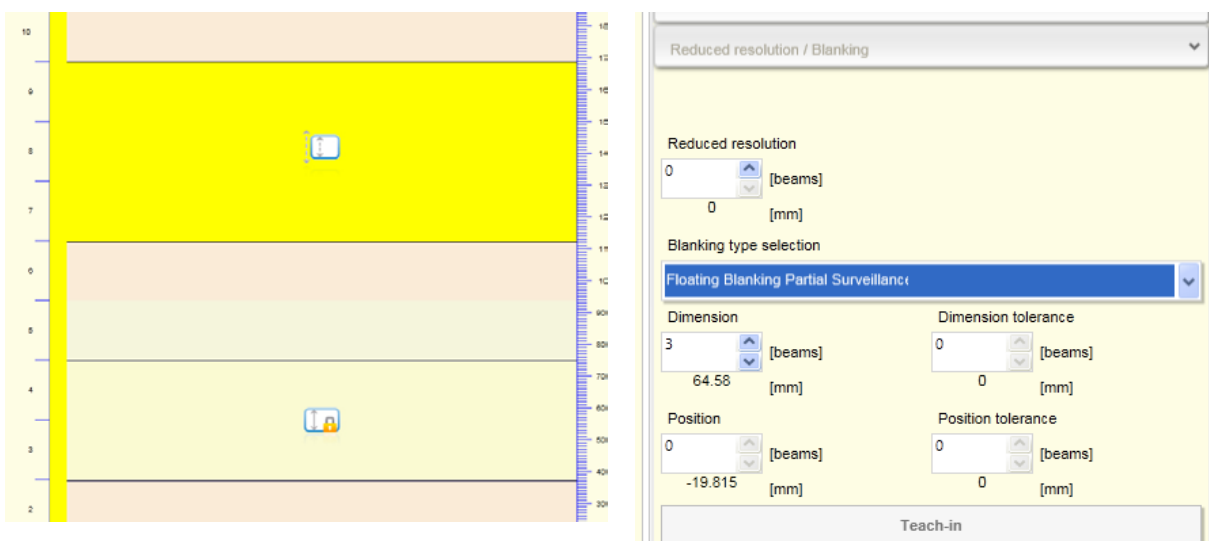 10
9
8
7
6
5
4
3
2
Reduced resolution / Blanking
Reduced resolution
0 [beams]
0 [mm]
Blanking type selection
Floating Blanking Partial Surveillance
Dimension Dimension tolerance
3 [beams] 0 [beams]
64.58 [mm] 0 [mm]
Position Position tolerance
0 [beams] 0 [beams]
-19.815 [mm] 0 [mm]
Teach-in